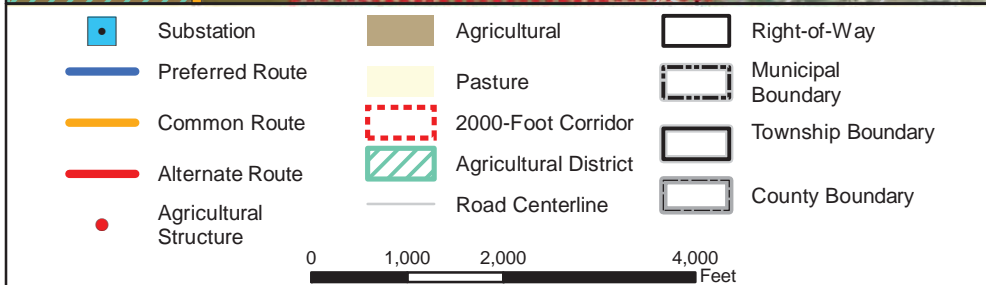 Substation
Preferred Route
Common Route
Alternate Route
Agricultural
Structure
Agricultural
Pasture
2000-Foot Corridor
Agricultural District
Road Centerline
Right-of-Way
Municipal
Boundary
Township Boundary
County Boundary
0 1,000 2,000 4,000
Feet